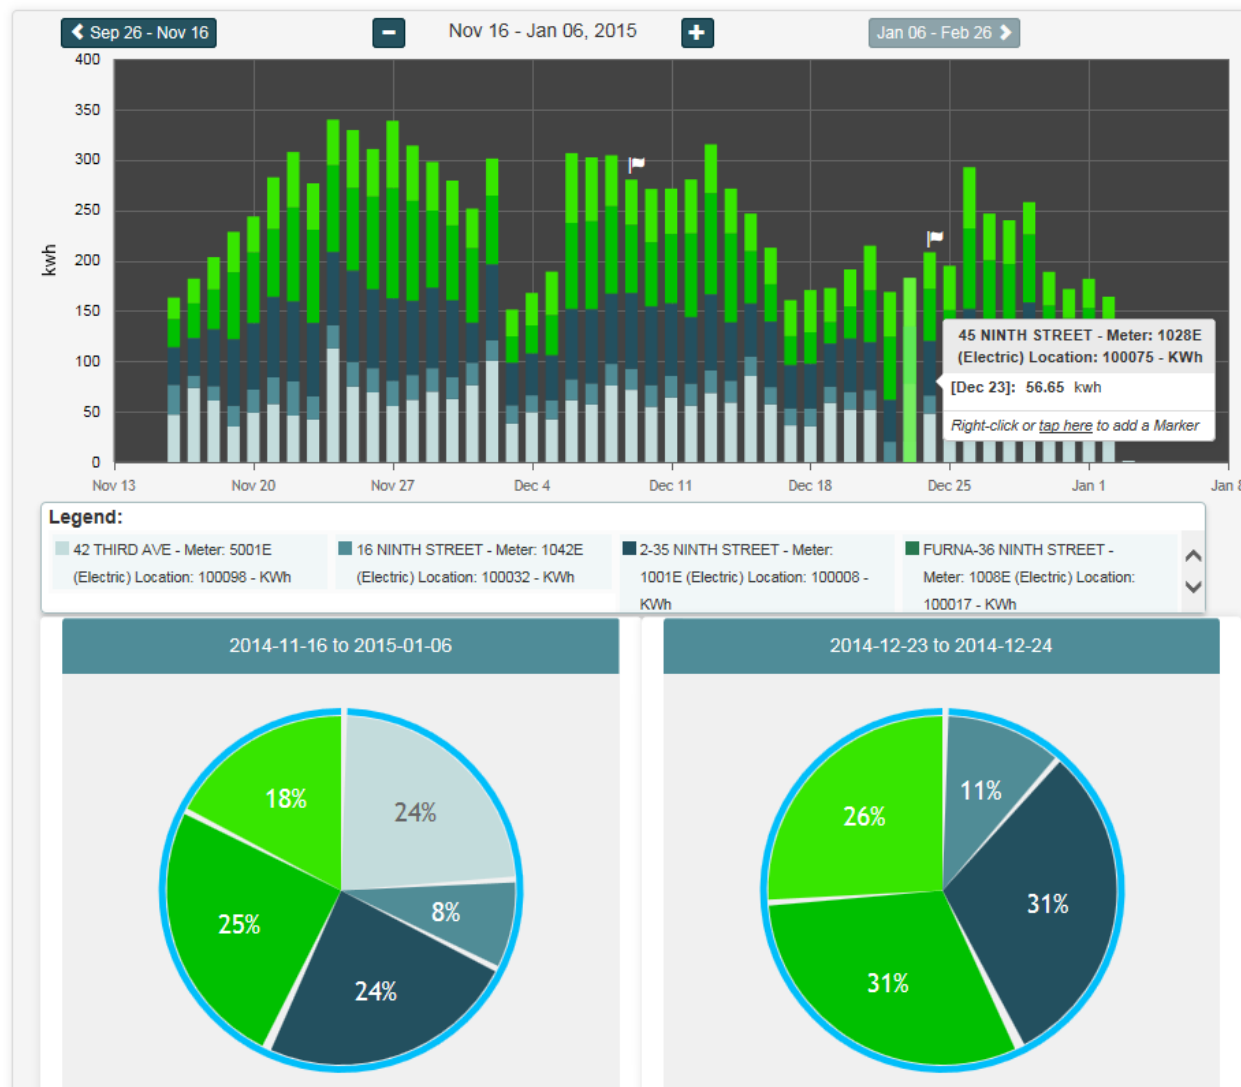 Sep 26 - Nov 16
Nov 16 - Jan 06, 2015
Jan 06 - Feb 26
400
350
300
250
200
150
100
50
0
kwh
Nov 13
Nov 20
Nov 27
Dec 4
Dec 11
Dec 18
Dec 25
Jan 1
Jan 8
45 NINTH STREET - Meter: 1028E
(Electric) Location: 100075 - KWh
[Dec 23]: 56.65 kwh
Right-click or tap here to add a Marker
Legend:
42 THIRD AVE - Meter: 5001E
(Electric) Location: 100098 - KWh
16 NINTH STREET - Meter: 1042E
(Electric) Location: 100032 - KWh
2-35 NINTH STREET - Meter:
1001E (Electric) Location: 100008 -
KWh
FURNA-36 NINTH STREET -
Meter: 1008E (Electric) Location:
100017 - KWh
2014-11-16 to 2015-01-06
18%
24%
25%
8%
24%
2014-12-23 to 2014-12-24
26%
11%
31%
31%